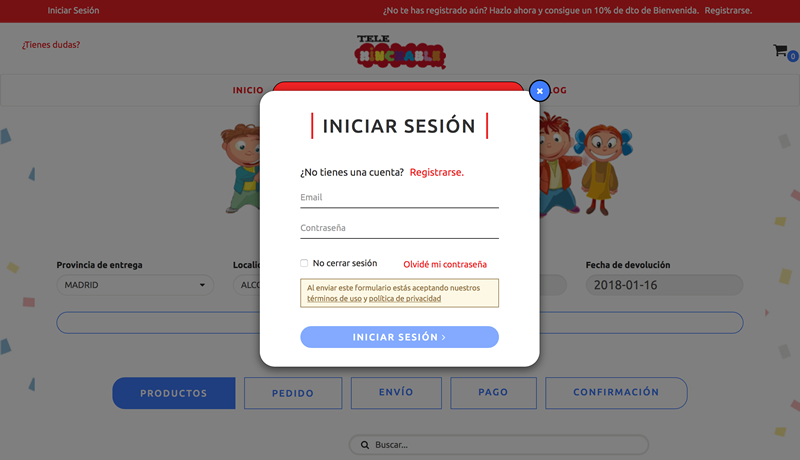 Iniciar Sesión
¿No te has registrado aún? Hazlo ahora y consigue un 10% de dto de Bienvenida. Registrarse.
¿Tienes dudas?
TELE
HINCHABLE
0
INICIO
LOG
×
INICIAR SESIÓN
¿No tienes una cuenta? Registrarse.
Email
Contraseña
No cerrar sesión
Olvidé mi contraseña
Al enviar este formulario estás aceptando nuestros
términos de uso y política de privacidad
INICIAR SESIÓN >
Provincia de entrega
MADRID
Locali
ALCO
Fecha de devolución
2018-01-16
PRODUCTOS
PEDIDO
ENVÍO
PAGO
CONFIRMACIÓN
Buscar...